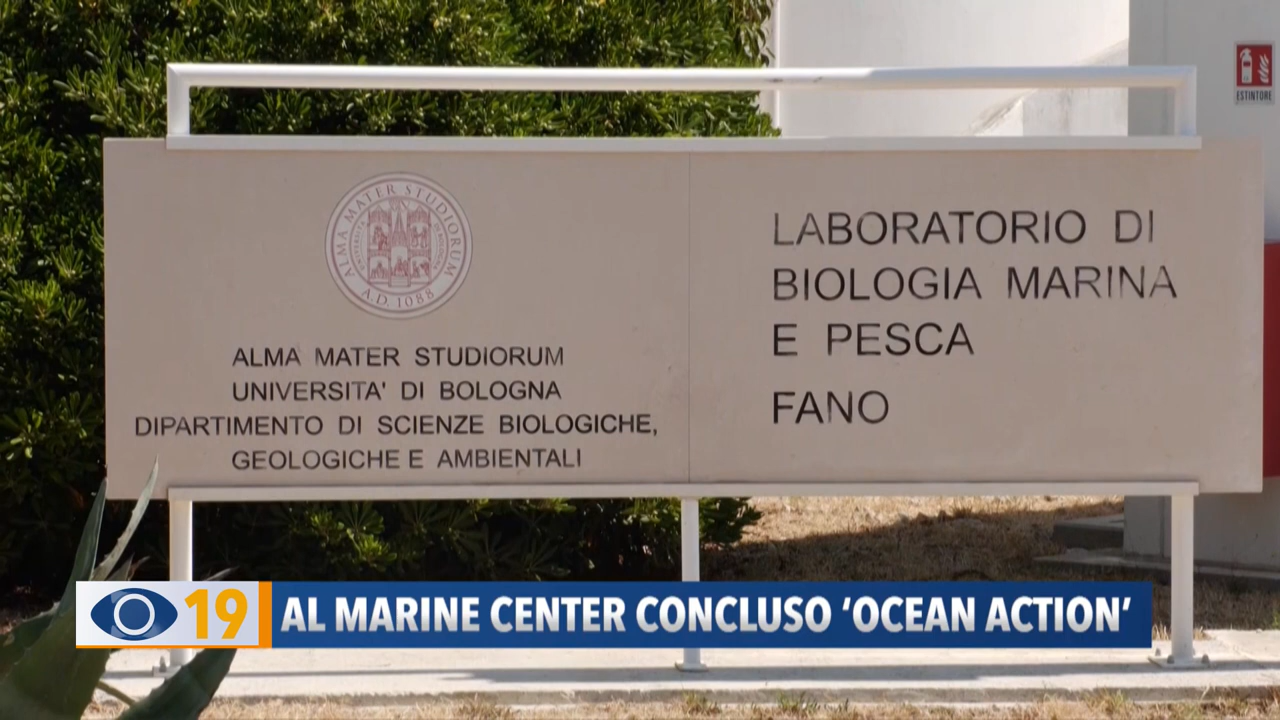 ESTINTORE
ALMA MATER STUDIORUM
A.D. 1088
ALMA MATER STUDIORUM
UNIVERSITA' DI BOLOGNA
DIPARTIMENTO DI SCIENZE BIOLOGICHE,
GEOLOGICHE E AMBIENTALI
LABORATORIO DI
BIOLOGIA MARINA
E PESCA
FANO
19
AL MARINE CENTER CONCLUSO ‘OCEAN ACTION’